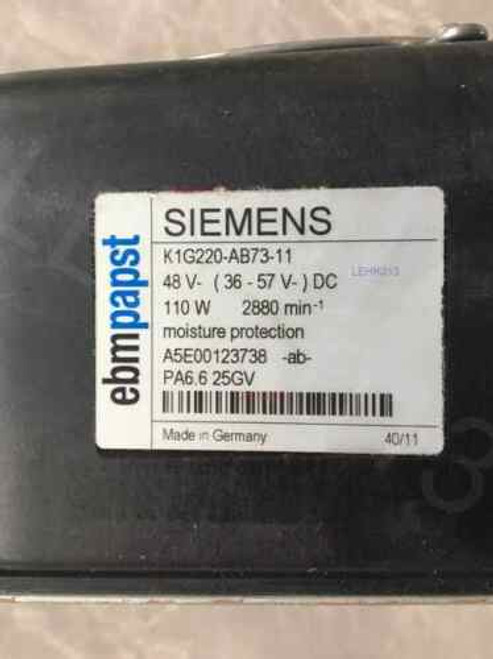 ebmpapst
SIEMENS
K1G220-AB73-11
48 V- ( 36 - 57 V- ) DC
110 W 2880 min⁻¹
moisture protection
A5E00123738 -ab-
PA6.6 25GV
Made in Germany 40/11